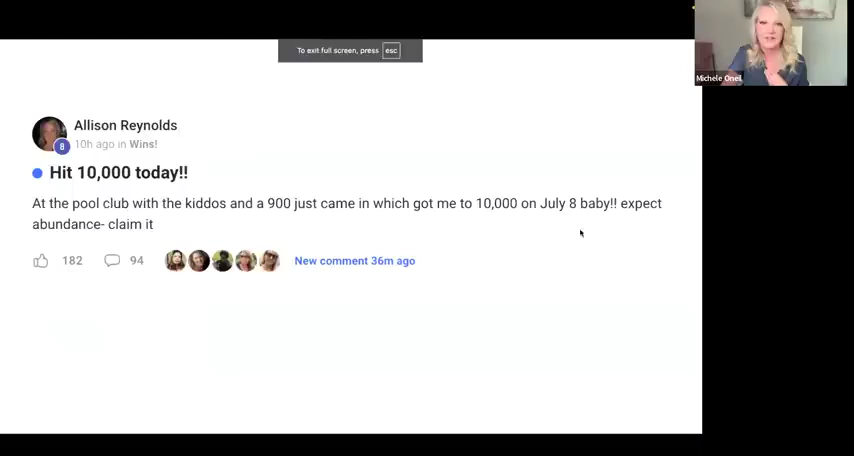 To exit full screen, press esc
Michele Oneil
Allison Reynolds
8
10h ago in Wins!
Hit 10,000 today!!
At the pool club with the kiddos and a 900 just came in which got me to 10,000 on July 8 baby!! expect
abundance- claim it
182 94 New comment 36m ago